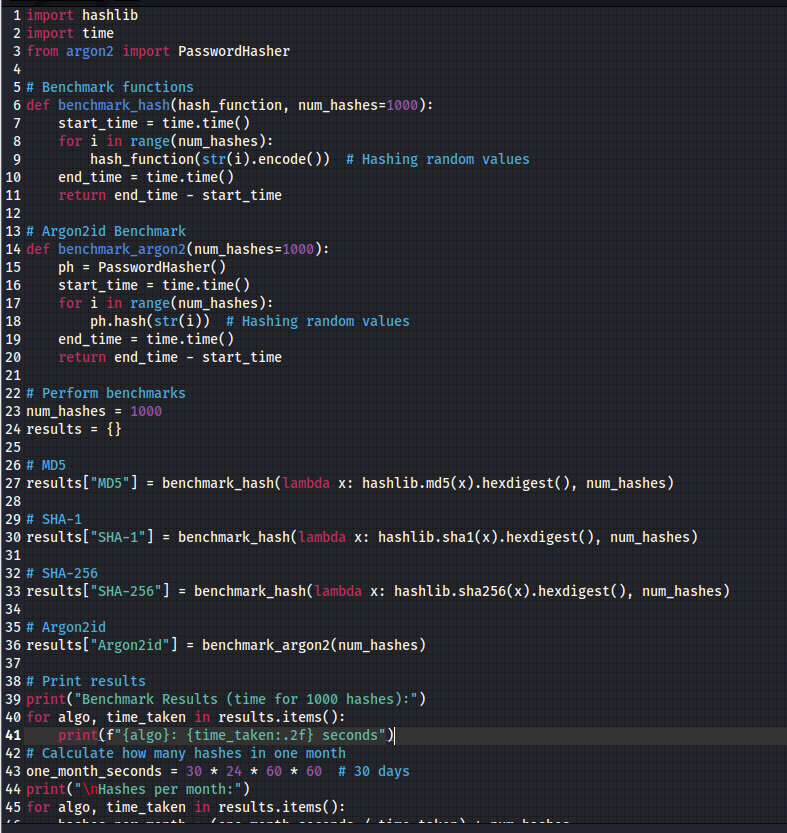 1 import hashlib
2 import time
3 from argon2 import PasswordHasher
4
5 # Benchmark functions
6 def benchmark_hash(hash_function, num_hashes=1000):
7     start_time = time.time()
8     for i in range(num_hashes):
9         hash_function(str(i).encode())  # Hashing random values
10     end_time = time.time()
11     return end_time - start_time
12
13 # Argon2id Benchmark
14 def benchmark_argon2(num_hashes=1000):
15     ph = PasswordHasher()
16     start_time = time.time()
17     for i in range(num_hashes):
18         ph.hash(str(i))  # Hashing random values
19     end_time = time.time()
20     return end_time - start_time
21
22 # Perform benchmarks
23 num_hashes = 1000
24 results = {}
25
26 # MD5
27 results["MD5"] = benchmark_hash(lambda x: hashlib.md5(x).hexdigest(), num_hashes)
28
29 # SHA-1
30 results["SHA-1"] = benchmark_hash(lambda x: hashlib.sha1(x).hexdigest(), num_hashes)
31
32 # SHA-256
33 results["SHA-256"] = benchmark_hash(lambda x: hashlib.sha256(x).hexdigest(), num_hashes)
34
35 # Argon2id
36 results["Argon2id"] = benchmark_argon2(num_hashes)
37
38 # Print results
39 print("Benchmark Results (time for 1000 hashes):")
40 for algo, time_taken in results.items():
41     print(f"{algo}: {time_taken:.2f} seconds")
42 # Calculate how many hashes in one month
43 one_month_seconds = 30 * 24 * 60 * 60  # 30 days
44 print("\nHashes per month:")
45 for algo, time_taken in results.items():